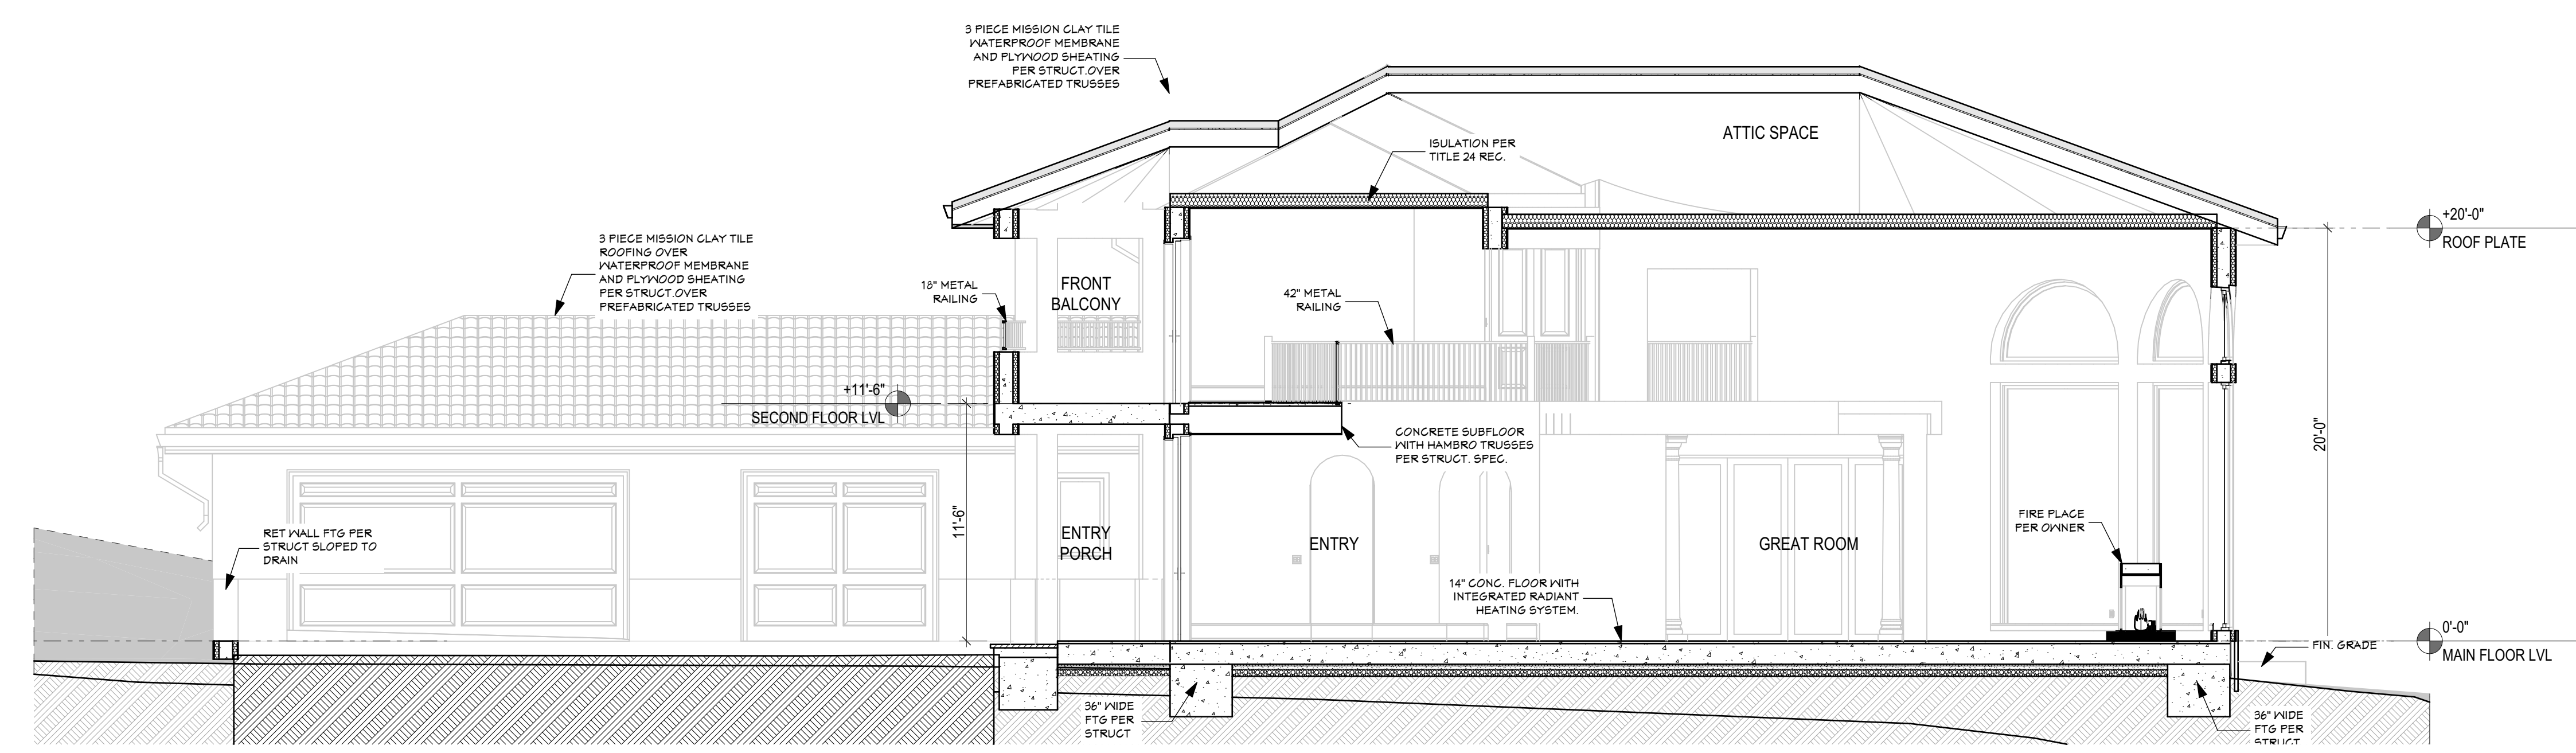 3 PIECE MISSION CLAY TILE
WATERPROOF MEMBRANE
AND PLYWOOD SHEATING
PER STRUCT.OVER
PREFABRICATED TRUSSES
ATTIC SPACE
ISULATION PER
TITLE 24 REC.
+20'-0"
ROOF PLATE
3 PIECE MISSION CLAY TILE
ROOFING OVER
WATERPROOF MEMBRANE
AND PLYWOOD SHEATING
PER STRUCT.OVER
PREFABRICATED TRUSSES
18" METAL
RAILING
FRONT
BALCONY
42" METAL
RAILING
+11'-6"
SECOND FLOOR LVL
CONCRETE SUBFLOOR
WITH HAMBRO TRUSSES
PER STRUCT. SPEC.
20'-0"
11'-6"
RET WALL FTG PER
STRUCT SLOPED TO
DRAIN
ENTRY
PORCH
ENTRY
GREAT ROOM
FIRE PLACE
PER OWNER
14" CONC. FLOOR WITH
INTEGRATED RADIANT
HEATING SYSTEM.
0'-0"
MAIN FLOOR LVL
FIN. GRADE
36" WIDE
FTG PER
STRUCT
36" WIDE
FTG PER
STRUCT